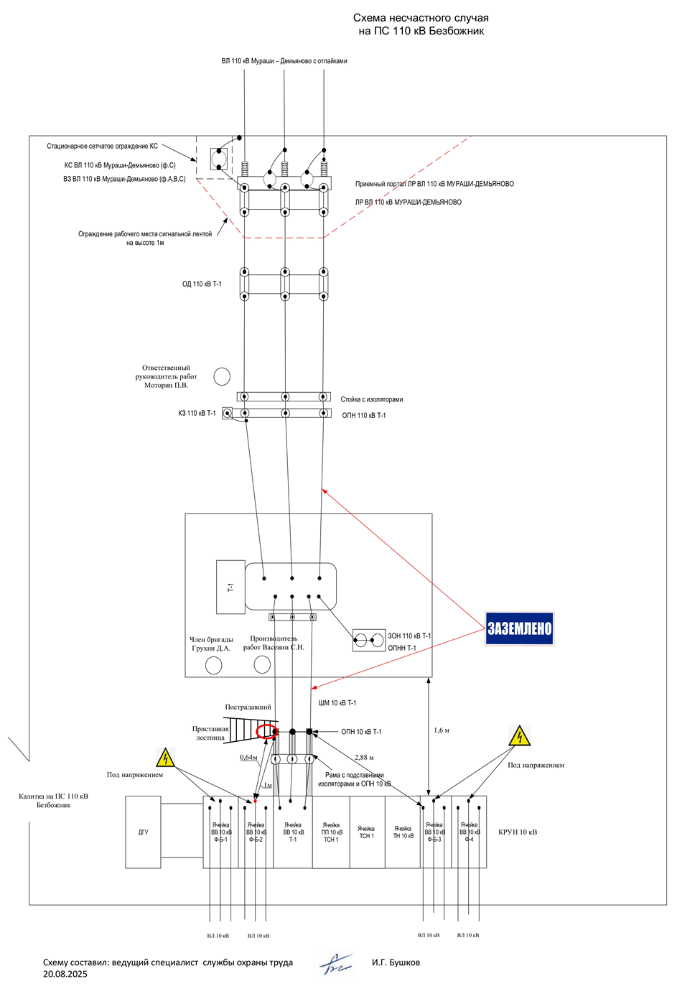 Схема несчастного случая
на ПС 110 кВ Безбожник
ВЛ 110 кВ Мураши – Демьяново с отпайками
Стационарное сетчатое ограждение КС
КС ВЛ 110 кВ Мураши-Демьяново (ф.С)
ВЗ ВЛ 110 кВ Мураши-Демьяново (ф.А,В,С)
Приемный портал ЛР ВЛ 110 кВ МУРАШИ-ДЕМЬЯНОВО
ЛР ВЛ 110 кВ МУРАШИ-ДЕМЬЯНОВО
Ограждение рабочего места сигнальной лентой
на высоте 1м
ОД 110 кВ Т-1
Ответственный
руководитель работ
Моторин П.В.
Стойка с изоляторами
КЗ 110 кВ Т-1
ОПН 110 кВ Т-1
Т-1
ЗАЗЕМЛЕНО
Член бригады
Грухин Д.А.
Производитель
работ Васенин С.Н.
ЗОН 110 кВ Т-1
ОПНН Т-1
ШМ 10 кВ Т-1
Пострадавший
Приставная
лестница
ОПН 10 кВ Т-1
1,6 м
0,64м
2,88 м
Под напряжением
Под напряжением
Рама с подставными
изоляторами и ОПН 10 кВ
1м
Калитка на ПС 110 кВ
Безбожник
ДГУ
Ячейка
ВВ 10 кВ
Ф-Б-1
Ячейка
ВВ 10 кВ
Ф-Б-2
Ячейка
ВВ 10 кВ
Т-1
Ячейка
ПП 10 кВ
ТСН 1
Ячейка
ТСН 1
Ячейка
ТН 10 кВ
Ячейка
ВВ 10 кВ
Ф-Б-3
Ячейка
ВВ 10 кВ
Ф-4
КРУН 10 кВ
ВЛ 10 кВ
ВЛ 10 кВ
ВЛ 10 кВ
ВЛ 10 кВ
Схему составил: ведущий специалист службы охраны труда
И.Г. Бушков
20.08.2025